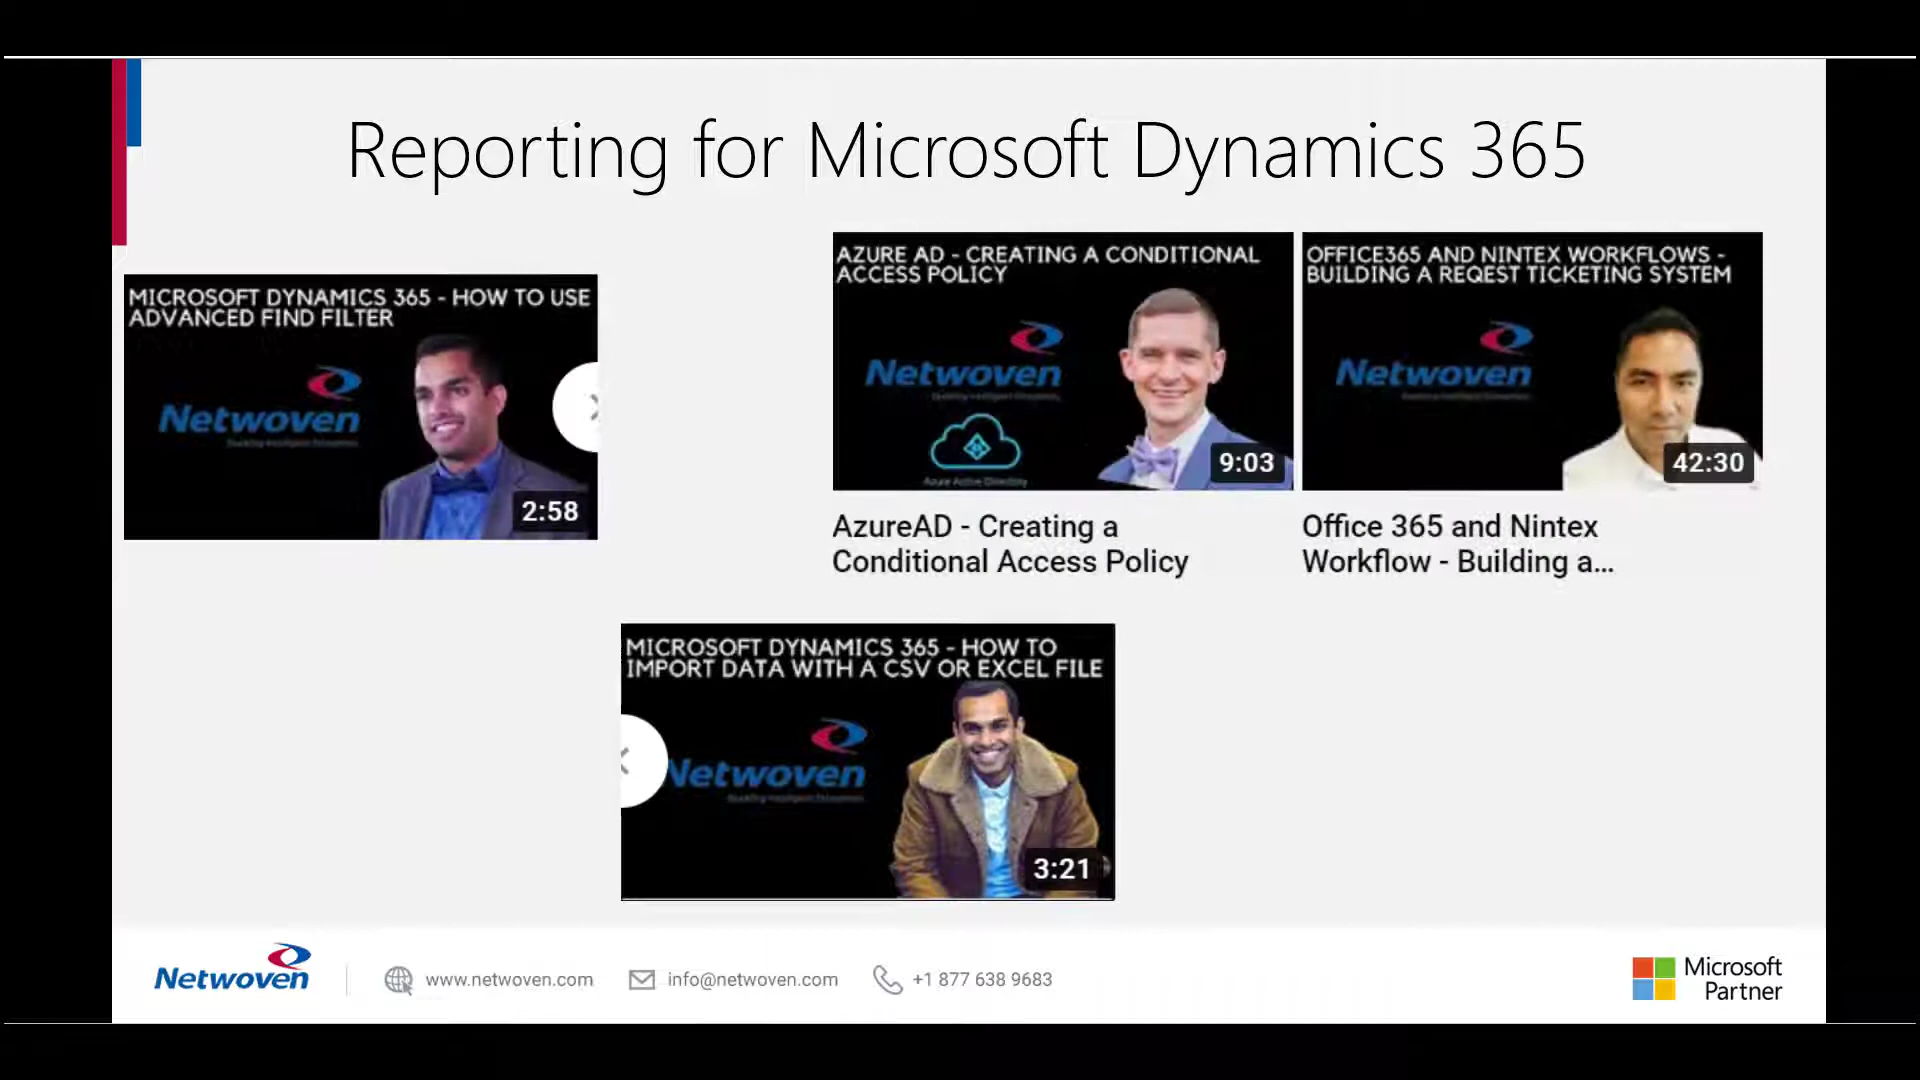 Reporting for Microsoft Dynamics 365
MICROSOFT DYNAMICS 365 - HOW TO USE
ADVANCED FIND FILTER
Netwoven
2:58
AZURE AD - CREATING A CONDITIONAL
ACCESS POLICY
Netwoven
Azure Active Directory
9:03
AzureAD - Creating a
Conditional Access Policy
OFFICE365 AND NINTEX WORKFLOWS -
BUILDING A REQEST TICKETING SYSTEM
Netwoven
42:30
Office 365 and Nintex
Workflow - Building a...
MICROSOFT DYNAMICS 365 - HOW TO
IMPORT DATA WITH A CSV OR EXCEL FILE
Netwoven
3:21
Netwoven
www.netwoven.com
info@netwoven.com
+1 877 638 9683
Microsoft
Partner